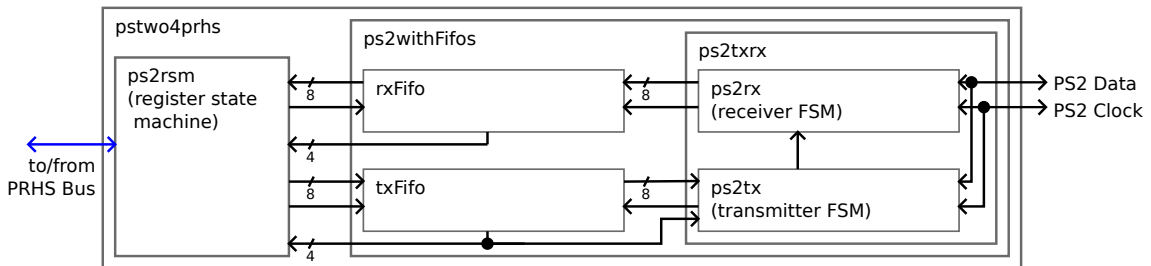 pstwo4prhs
ps2withFifos
ps2txrx
ps2rsm
(register state
machine)
rxFifo
ps2rx
(receiver FSM)
PS2 Data
PS2 Clock
8
8
4
to/from
PRHS Bus
txFifo
ps2tx
(transmitter FSM)
8
8
4